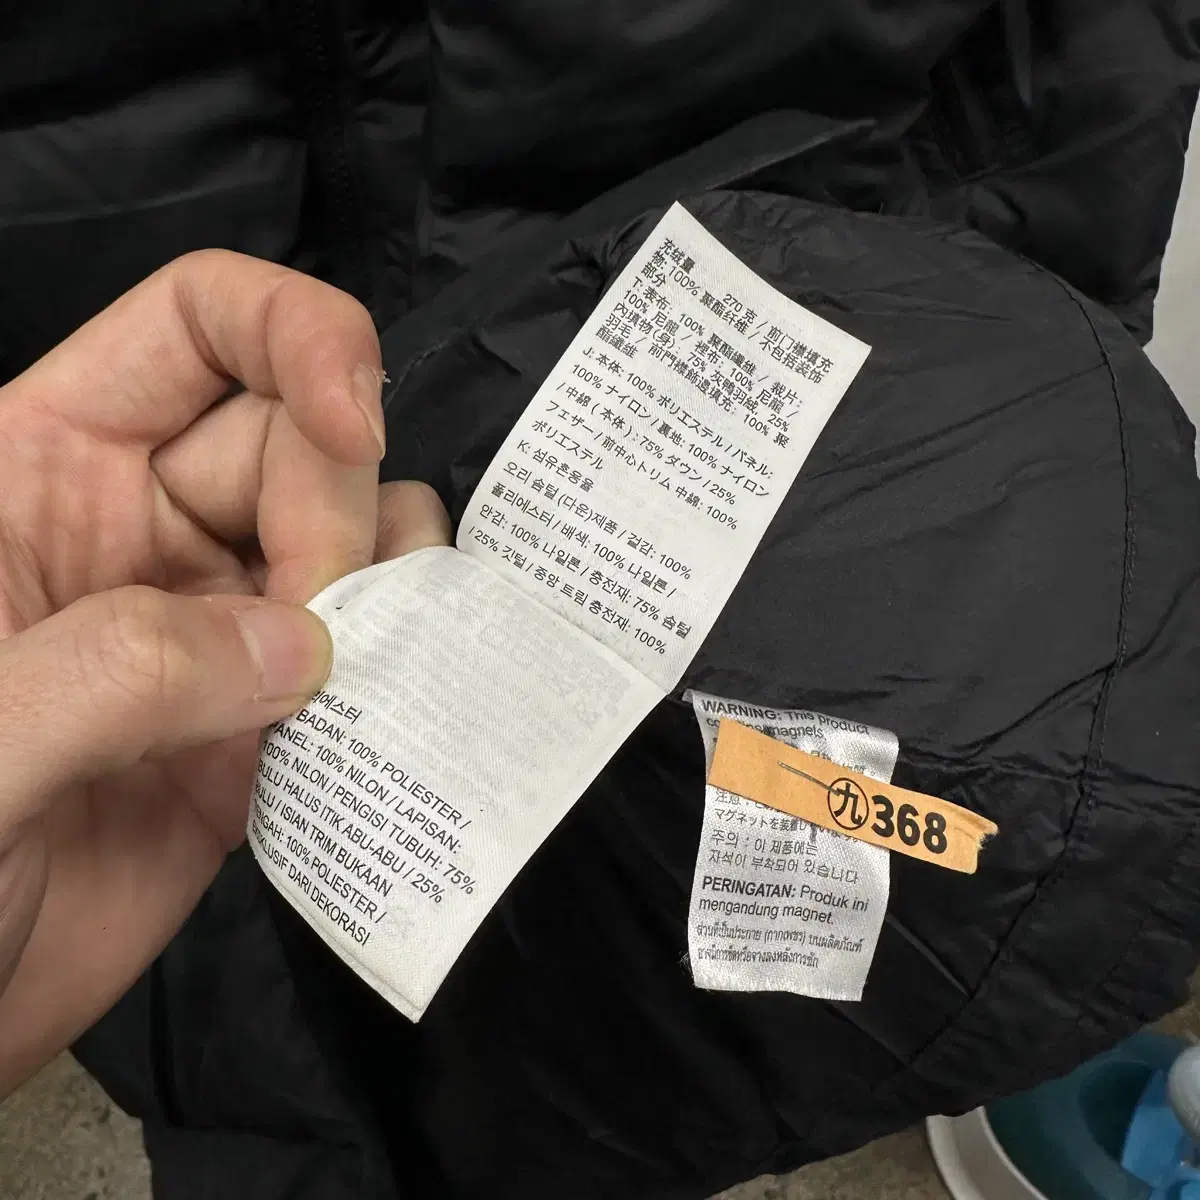 充绒量 270 克 / 前门襟填充
物: 100% 聚酯纤维 / 不包括装饰
部分
T: 表布: 100% 聚酯纖維 / 裁片:
100% 尼龍 / 裡布: 100% 尼龍 /
內填物(身): 75% 灰鴨羽絨, 25%
羽毛 / 前門襟飾邊填充: 100% 聚
酯纖維
J: 本体: 100% ポリエステル / パネル:
100% ナイロン / 裏地: 100% ナイロン
/ 中綿 ( 本体 ) : 75% ダウン / 25%
フェザー / 前中心トリム 中綿: 100%
ポリエステル
K: 섬유혼용율
오리 솜털 (다운)제품 / 겉감: 100%
폴리에스터 / 배색: 100% 나일론 /
안감: 100% 나일론 / 충전재: 75% 솜털
/ 25% 깃털 / 중앙 트림 충전재: 100%
에스터
BADAN: 100% POLIESTER /
PANEL: 100% NILON / LAPISAN:
100% NILON / PENGISI TUBUH: 75%
BULU HALUS ITIK ABU-ABU / 25%
BULU / ISIAN TRIM BUKAAN
100% POLIESTER /
DARI DEKORASI
WARNING: This product
magnets
九 368
マグネットを装着し
주의 : 이 제품에는
자석이 부착되어 있습니다
PERINGATAN: Produk ini
mengandung magnet.